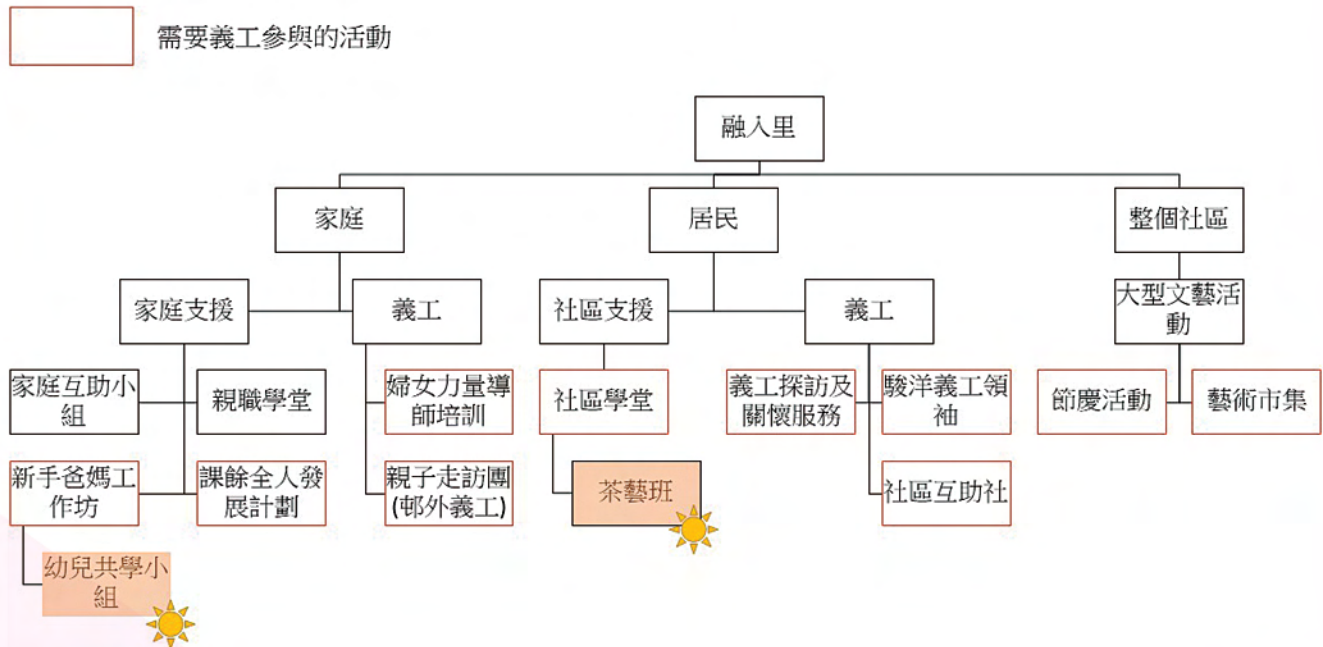 需要義工參與的活動
融入里
家庭
居民
整個社區
家庭支援
義工
社區支援
義工
大型文藝活
動
家庭互助小
組
親職學堂
婦女力量導
師培訓
社區學堂
義工探訪及
關懷服務
駿洋義工領
袖
節慶活動
藝術市集
新手爸媽工
作坊
課餘全人發
展計劃
親子走訪團
(邨外義工)
茶藝班
社區互助社
幼兒共學小
組